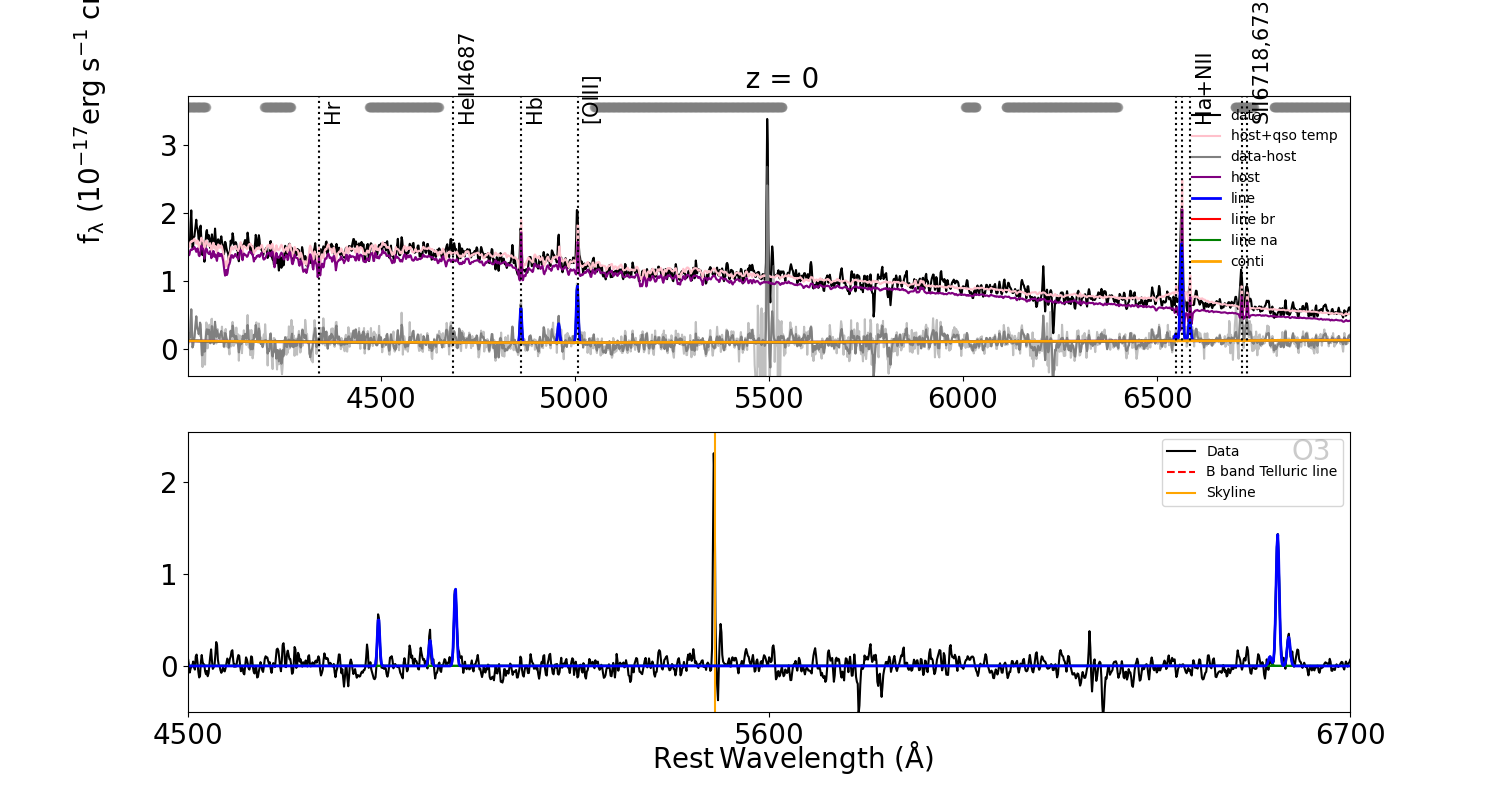 z = 0
f_λ (10^−17 erg s^−1 c
Hr
HeII4687
Hb
[OIII]
Ha+NII
SII6718,673
data
host+qso temp
data-host
host
line
line br
line na
conti
3
2
1
0
4500 5000 5500 6000 6500
O3
Data
B band Telluric line
Skyline
2
1
0
4500 5600 6700
Rest Wavelength (Å)